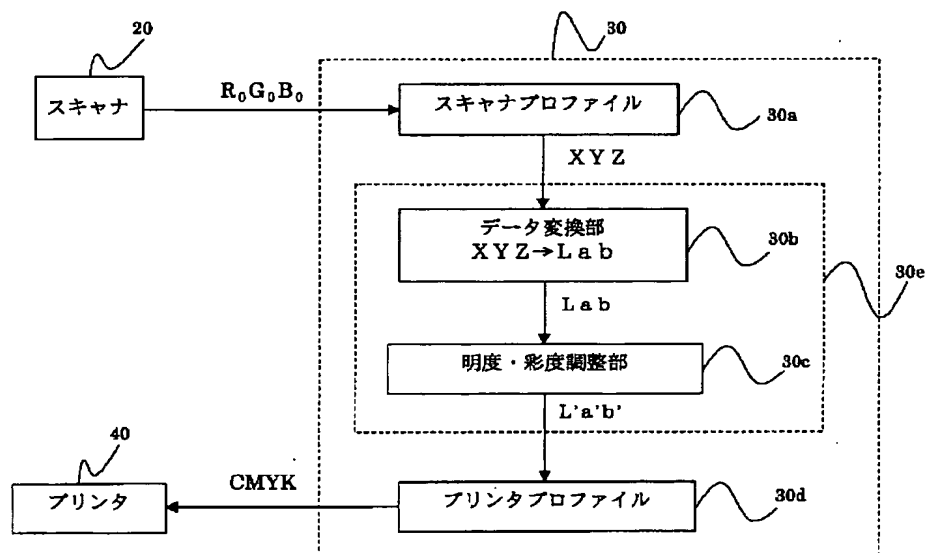 20
30
スキャナ
R₀G₀B₀
スキャナプロファイル
30a
XYZ
データ変換部
XYZ→Lab
30b
30e
Lab
明度・彩度調整部
30c
L'a'b'
40
プリンタ
CMYK
プリンタプロファイル
30d